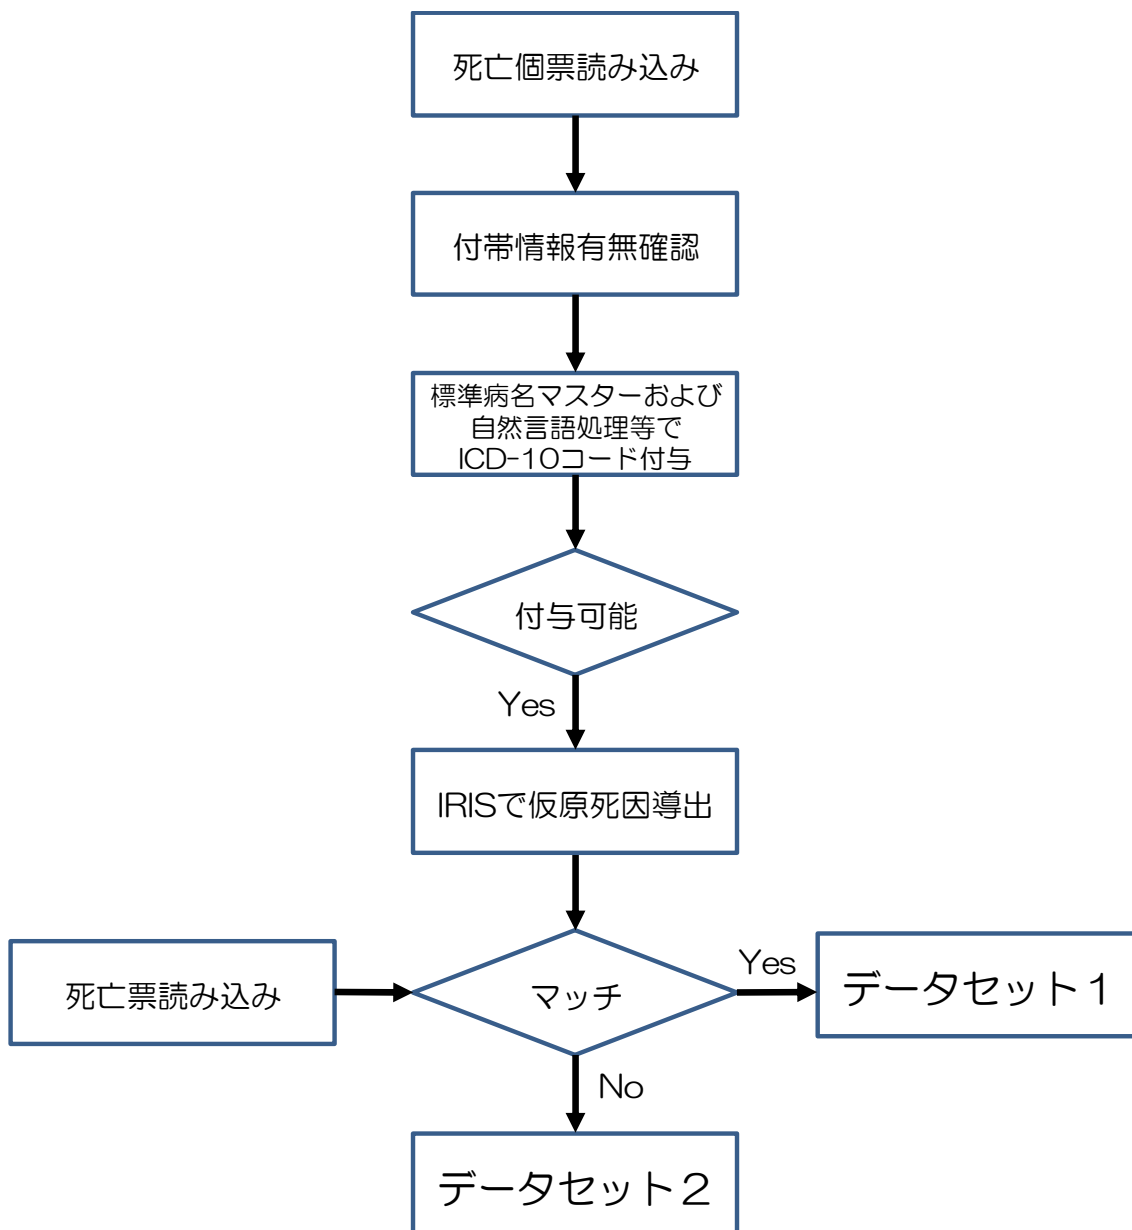 死亡個票読み込み
付帯情報有無確認
標準病名マスターおよび
自然言語処理等で
ICD-10コード付与
付与可能
Yes
IRISで仮原死因導出
死亡票読み込み
マッチ
Yes
データセット１
No
データセット２